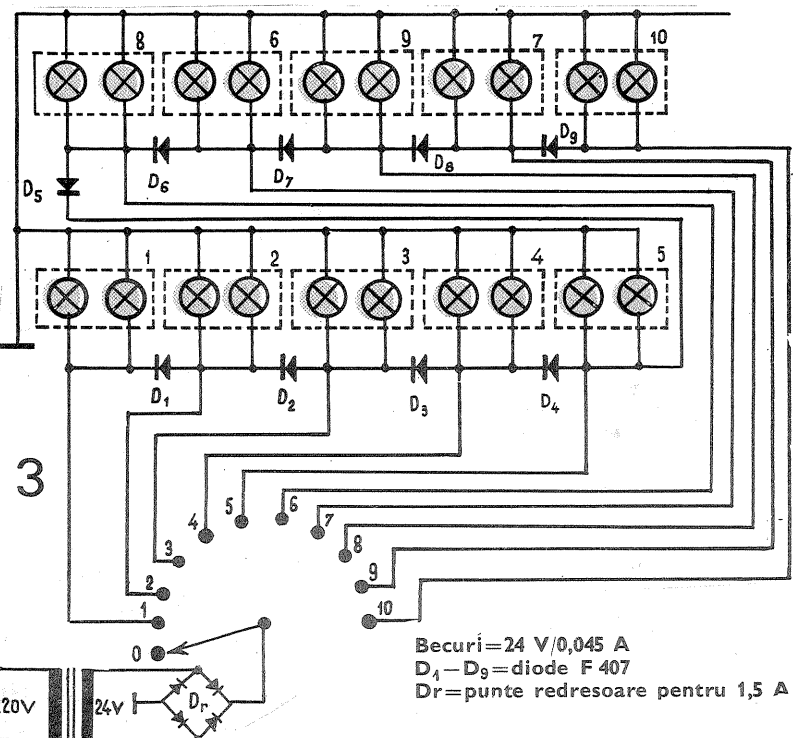 8 6 9 7 10
D5 D6 D7 D8 D9
1 2 3 4 5
D1 D2 D3 D4
3
4 5 6 7
3 8
2 9
1 10
0
Becuri=24 V/0,045 A
D1–D9=diode F 407
20V 24V Dr Dr=punte redresoare pentru 1,5 A